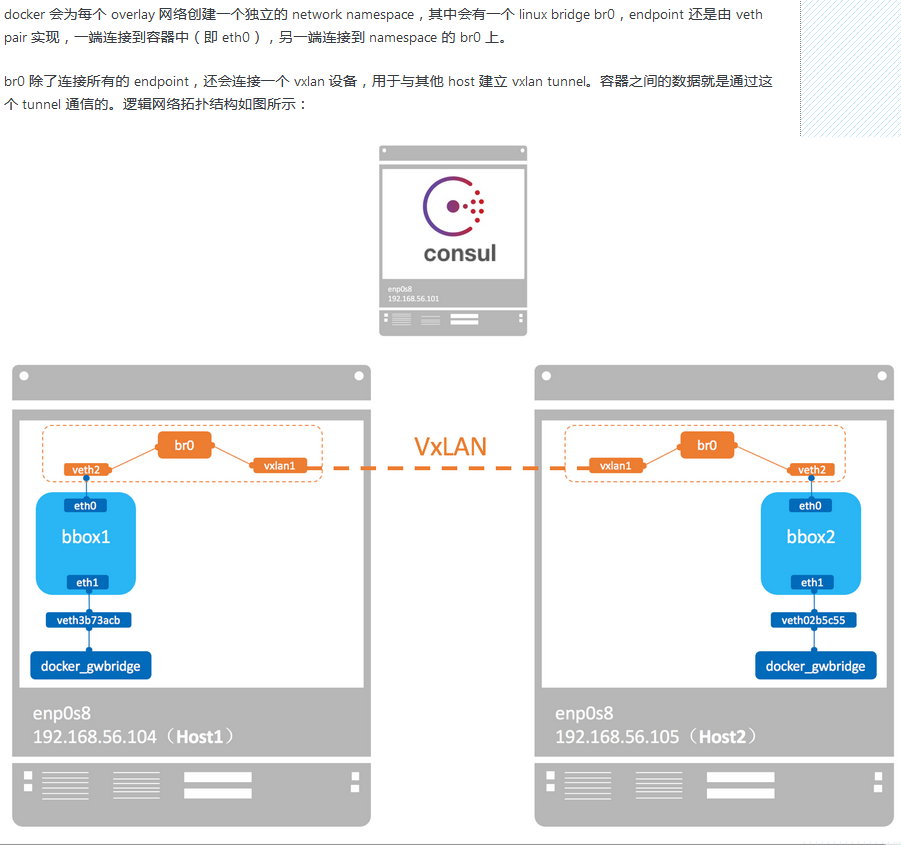 docker 会为每个 overlay 网络创建一个独立的 network namespace，其中会有一个 linux bridge br0，endpoint 还是由 veth
pair 实现，一端连接到容器中（即 eth0），另一端连接到 namespace 的 br0 上。
br0 除了连接所有的 endpoint，还会连接一个 vxlan 设备，用于与其他 host 建立 vxlan tunnel。容器之间的数据就是通过这
个 tunnel 通信的。逻辑网络拓扑结构如图所示：
consul
enp0s8
192.168.56.101
br0
veth2
vxlan1
eth0
bbox1
eth1
veth3b73acb
docker_gwbridge
enp0s8
192.168.56.104（Host1）
VxLAN
br0
vxlan1
veth2
eth0
bbox2
eth1
veth02b5c55
docker_gwbridge
enp0s8
192.168.56.105（Host2）